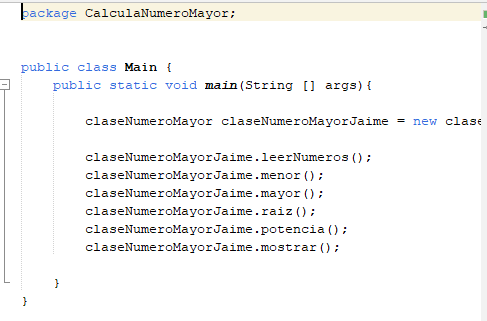 package CalculaNumeroMayor;
public class Main {
public static void main(String [] args){
claseNumeroMayor claseNumeroMayorJaime = new clase
claseNumeroMayorJaime.leerNumeros();
claseNumeroMayorJaime.menor();
claseNumeroMayorJaime.mayor();
claseNumeroMayorJaime.raiz();
claseNumeroMayorJaime.potencia();
claseNumeroMayorJaime.mostrar();
}
}